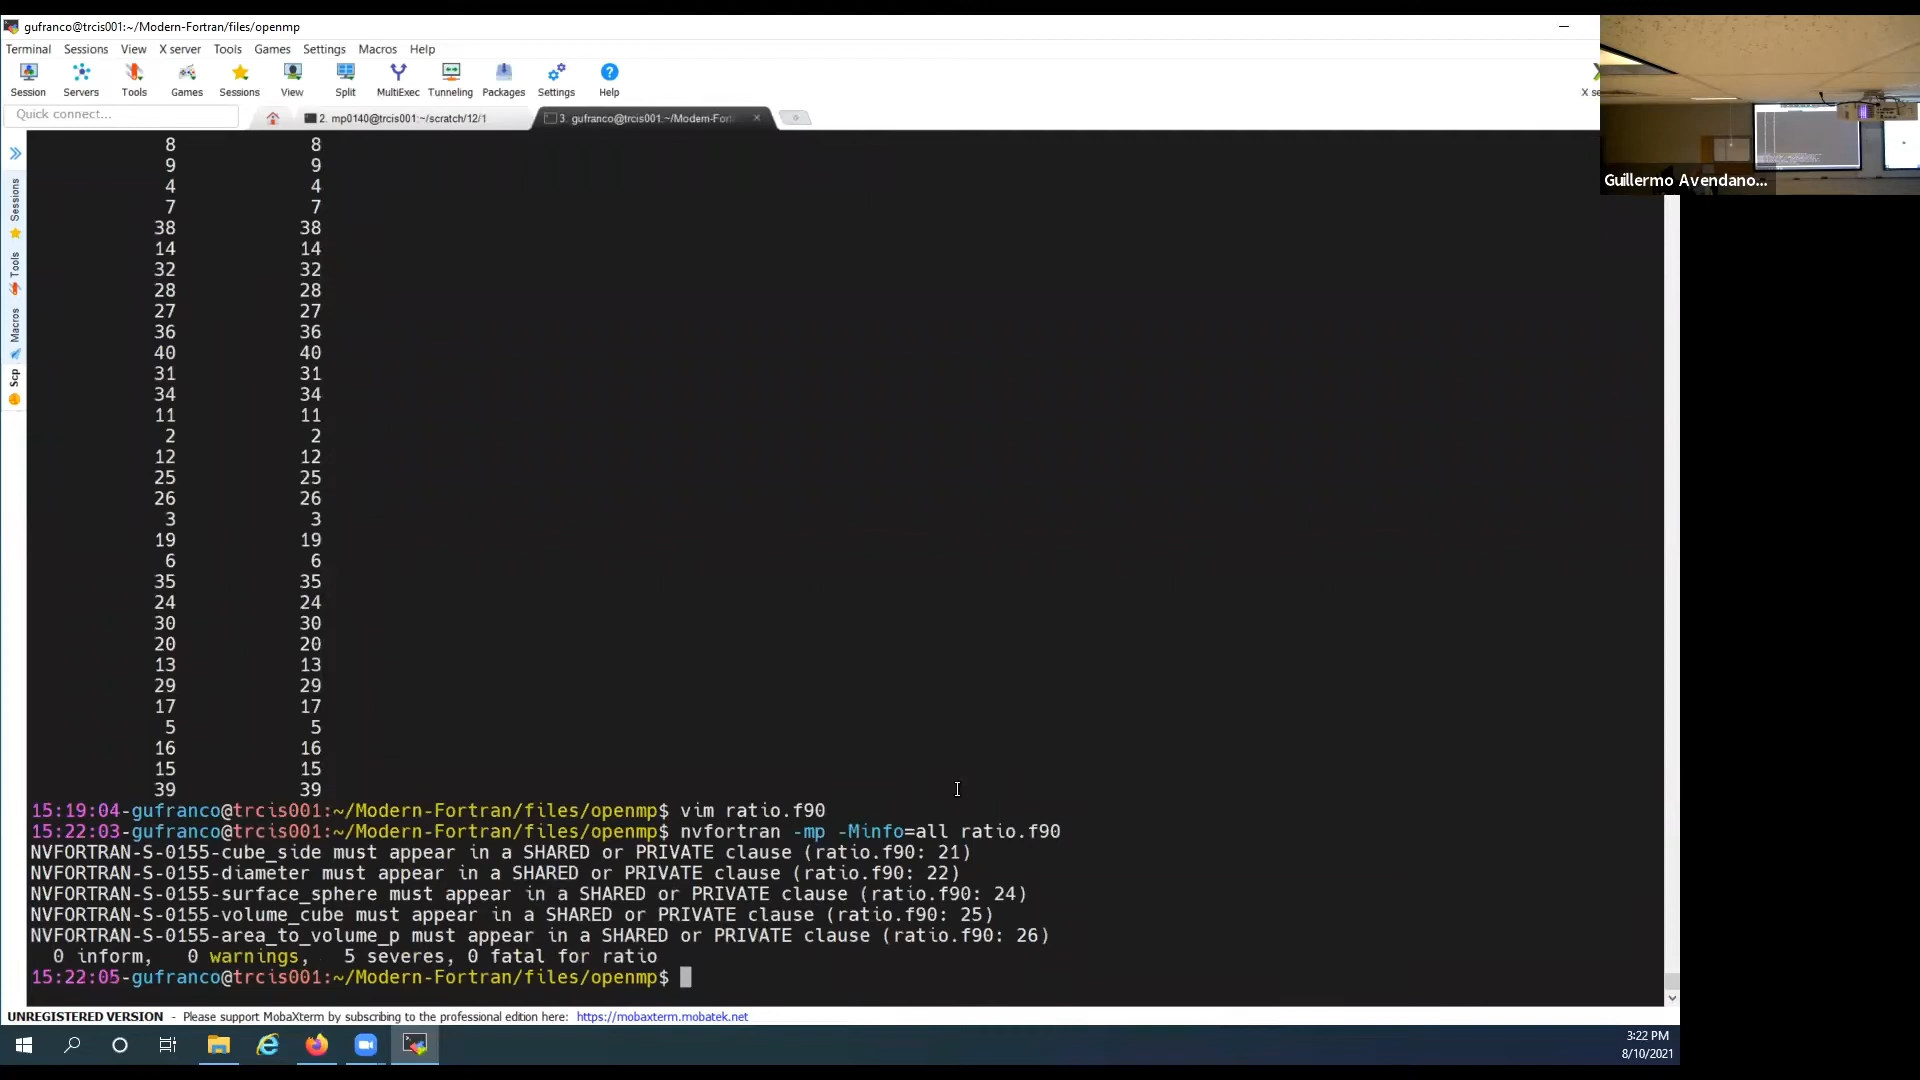 gufranco@trcis001:~/Modern-Fortran/files/openmp
Terminal Sessions View X server Tools Games Settings Macros Help
Session Servers Tools Games Sessions View Split MultiExec Tunneling Packages Settings Help
X se
Quick connect...
2. mp0140@trcis001:~/scratch/12/1
3. gufranco@trcis001:~/Modern-Fort
Guillermo Avendano...
Sessions
Tools
Macros
Scp
8 8
9 9
4 4
7 7
38 38
14 14
32 32
28 28
27 27
36 36
40 40
31 31
34 34
11 11
2 2
12 12
25 25
26 26
3 3
19 19
6 6
35 35
24 24
30 30
20 20
13 13
29 29
17 17
5 5
16 16
15 15
39 39
15:19:04-gufranco@trcis001:~/Modern-Fortran/files/openmp$ vim ratio.f90
15:22:03-gufranco@trcis001:~/Modern-Fortran/files/openmp$ nvfortran -mp -Minfo=all ratio.f90
NVFORTRAN-S-0155-cube_side must appear in a SHARED or PRIVATE clause (ratio.f90: 21)
NVFORTRAN-S-0155-diameter must appear in a SHARED or PRIVATE clause (ratio.f90: 22)
NVFORTRAN-S-0155-surface_sphere must appear in a SHARED or PRIVATE clause (ratio.f90: 24)
NVFORTRAN-S-0155-volume_cube must appear in a SHARED or PRIVATE clause (ratio.f90: 25)
NVFORTRAN-S-0155-area_to_volume_p must appear in a SHARED or PRIVATE clause (ratio.f90: 26)
0 inform, 0 warnings, 5 severes, 0 fatal for ratio
15:22:05-gufranco@trcis001:~/Modern-Fortran/files/openmp$
UNREGISTERED VERSION - Please support MobaXterm by subscribing to the professional edition here: https://mobaxterm.mobatek.net
3:22 PM
8/10/2021